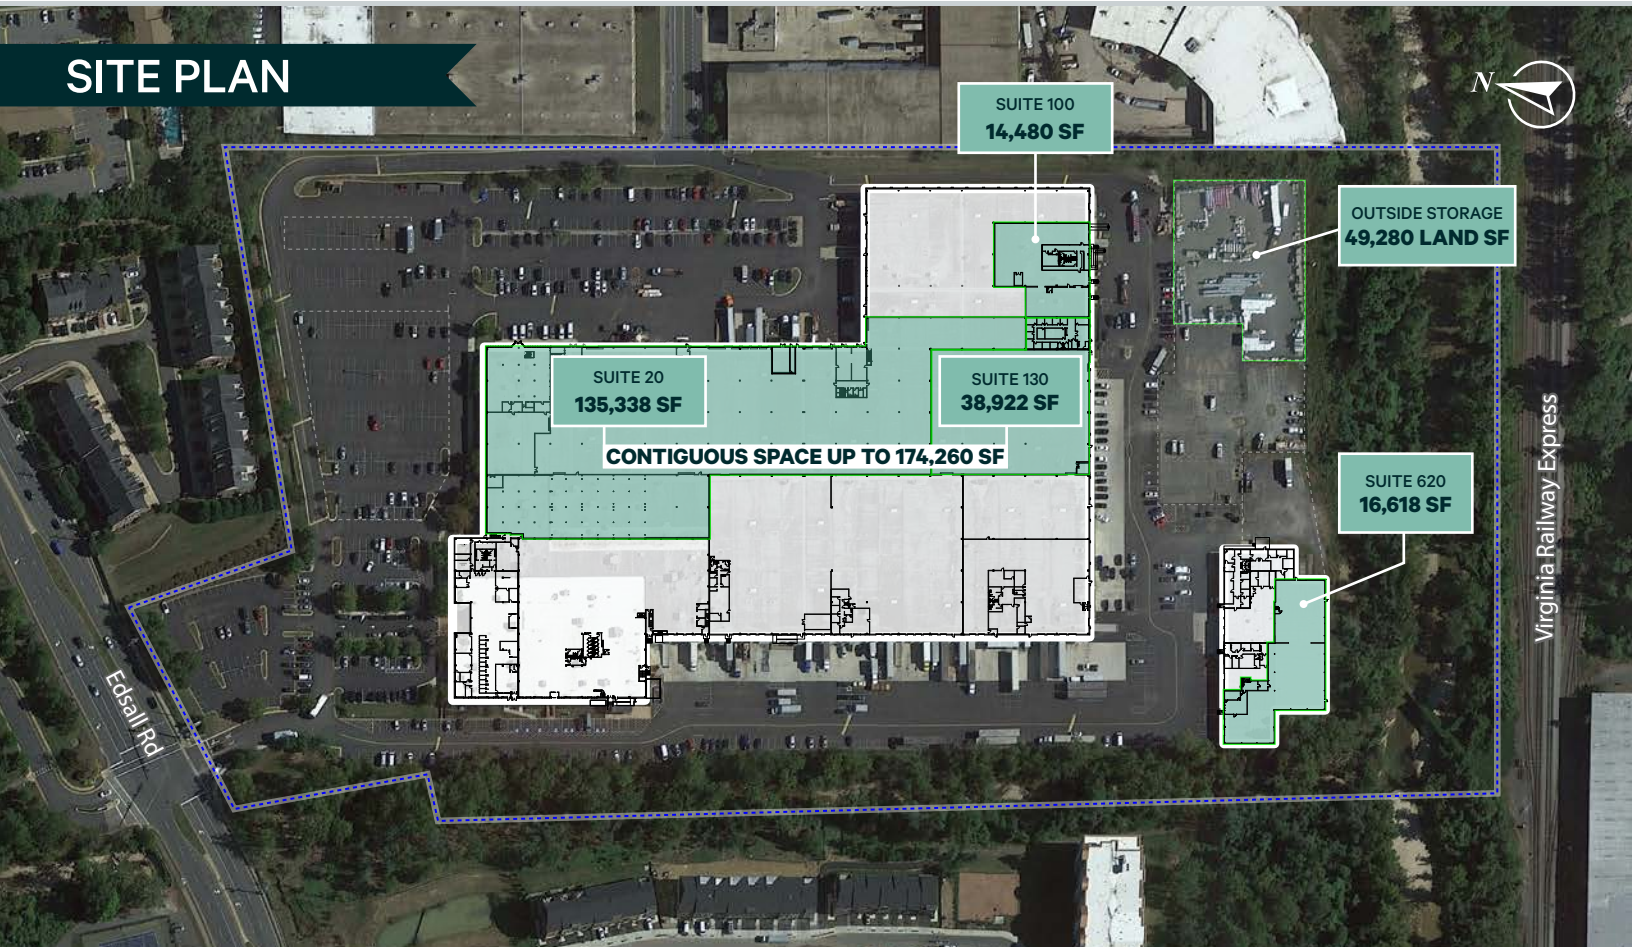 SITE PLAN
N
SUITE 100
14,480 SF
OUTSIDE STORAGE
49,280 LAND SF
SUITE 20
135,338 SF
SUITE 130
38,922 SF
CONTIGUOUS SPACE UP TO 174,260 SF
SUITE 620
16,618 SF
Virginia Railway Express
Edsall Rd